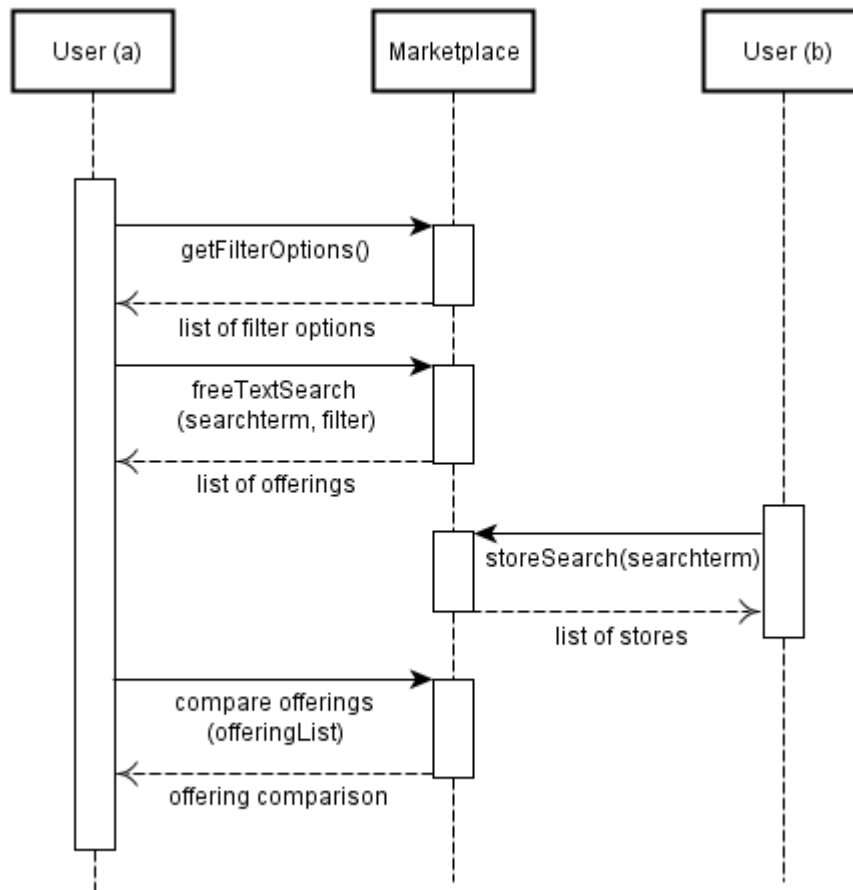 User (a)
Marketplace
User (b)
getFilterOptions()
list of filter options
freeTextSearch
(searchterm, filter)
list of offerings
storeSearch(searchterm)
list of stores
compare offerings
(offeringList)
offering comparison